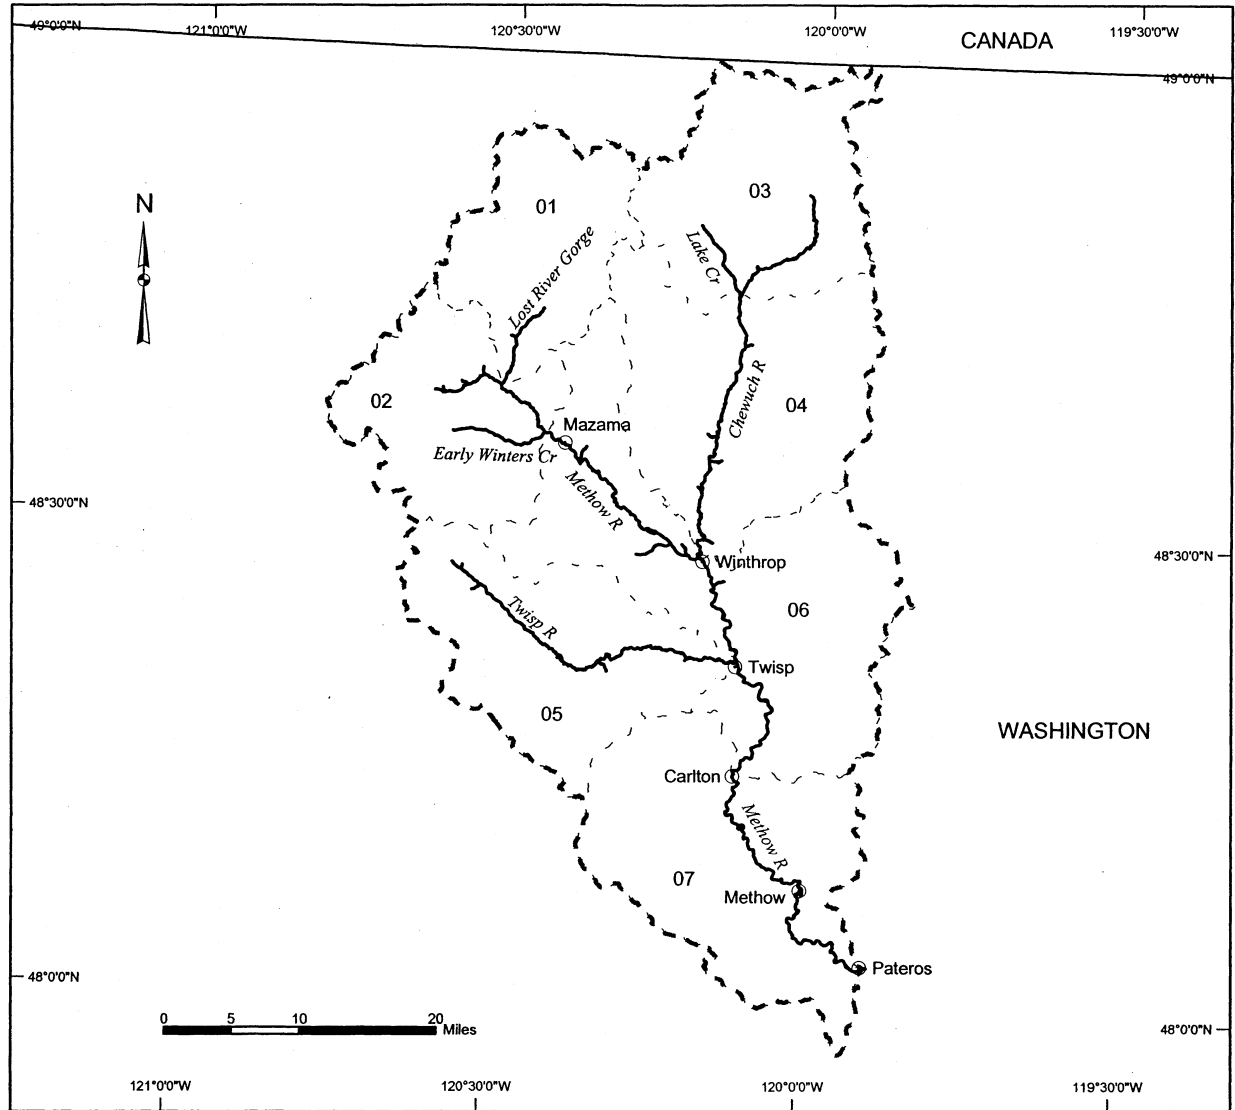 49°0'0"N
121°0'0"W
120°30'0"W
120°0'0"W
119°30'0"W
CANADA
49°0'0"N
N
01
03
Lost River Gorge
Lake Cr
02
Chewuch R
04
Mazama
Early Winters Cr
Methow R
48°30'0"N
48°30'0"N
Winthrop
Twisp R
06
Twisp
05
WASHINGTON
Carlton
Methow R
07
Methow
Pateros
48°0'0"N
0 5 10 20
Miles
48°0'0"N
121°0'0"W
120°30'0"W
120°0'0"W
119°30'0"W